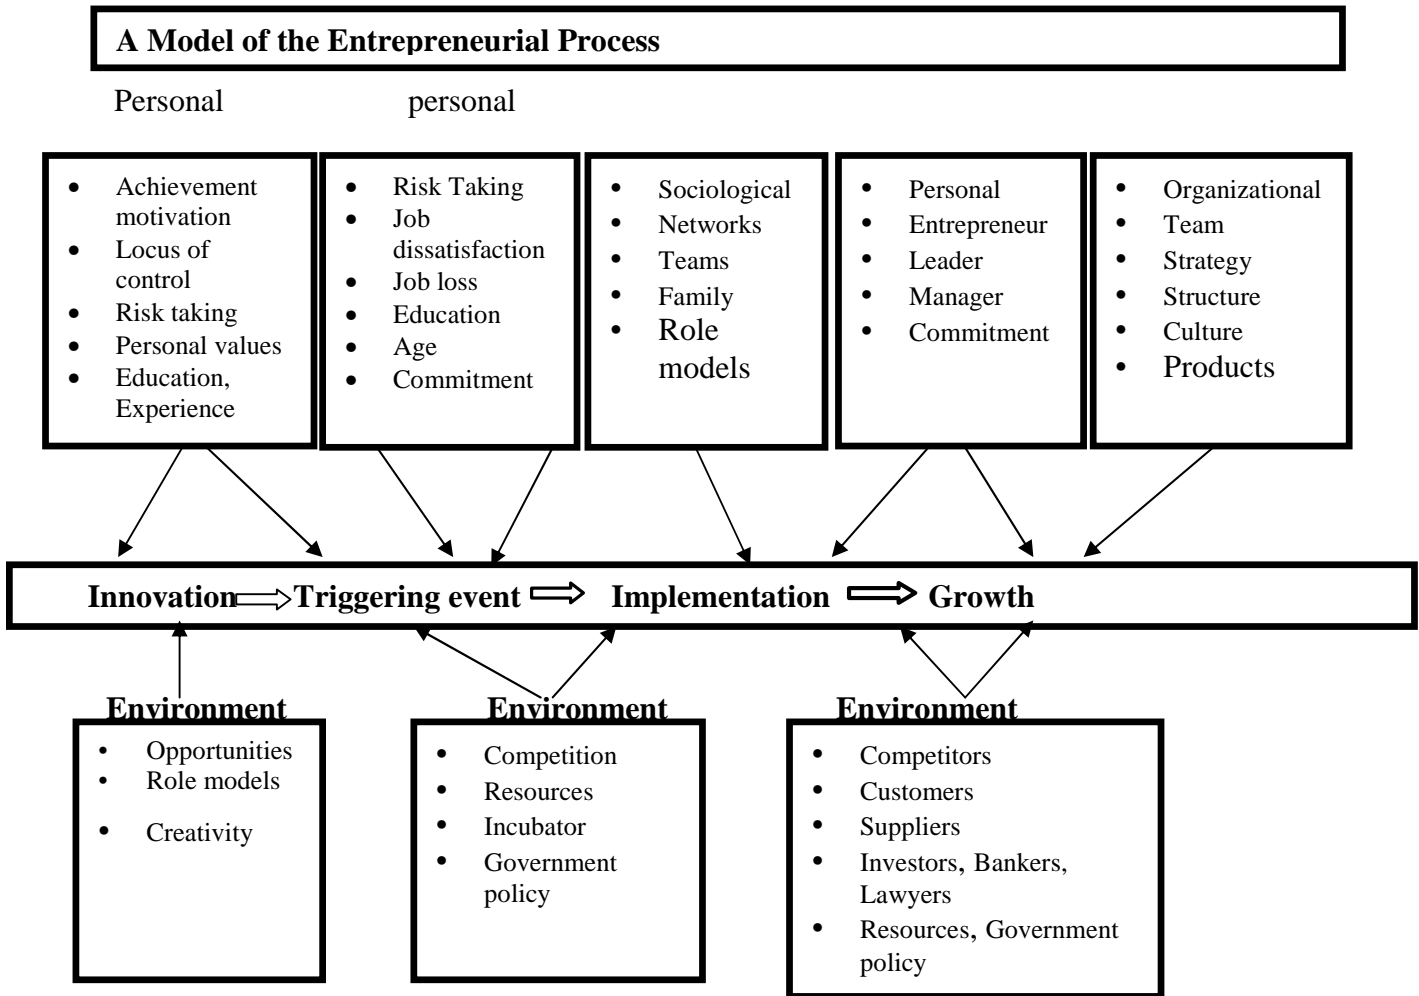 A Model of the Entrepreneurial Process
Personal
personal
• Achievement
motivation
• Locus of
control
• Risk taking
• Personal values
• Education,
Experience
• Risk Taking
• Job
dissatisfaction
• Job loss
• Education
• Age
• Commitment
• Sociological
• Networks
• Teams
• Family
• Role
models
• Personal
• Entrepreneur
• Leader
• Manager
• Commitment
• Organizational
• Team
• Strategy
• Structure
• Culture
• Products
Innovation ⇒ Triggering event ⇒ Implementation ⇒ Growth
Environment
• Opportunities
• Role models
• Creativity
Environment
• Competition
• Resources
• Incubator
• Government
policy
Environment
• Competitors
• Customers
• Suppliers
• Investors, Bankers,
Lawyers
• Resources, Government
policy